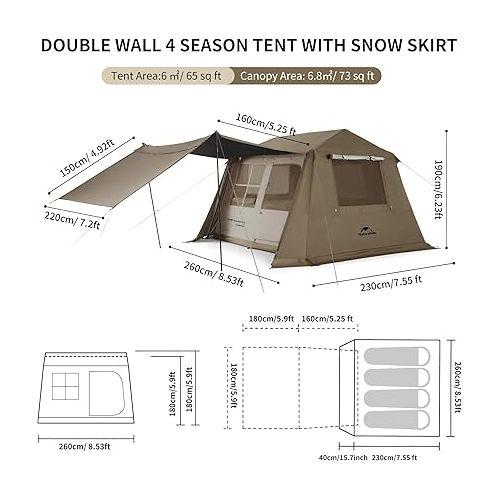 DOUBLE WALL 4 SEASON TENT WITH SNOW SKIRT
Tent Area:6 ㎡/ 65 sq ft
Canopy Area: 6.8㎡/ 73 sq ft
160cm/5.25 ft
150cm/ 4.92ft
220cm/ 7.2ft
190cm/6.23ft
260cm/ 8.53ft
230cm/7.55 ft
180cm/5.9ft
160cm/ 5.25 ft
180cm/5.9ft
180cm/5.9ft
180cm/5.9ft
260cm/ 8.53ft
260cm/ 8.53ft
40cm/15.7inch
230cm/7.55 ft